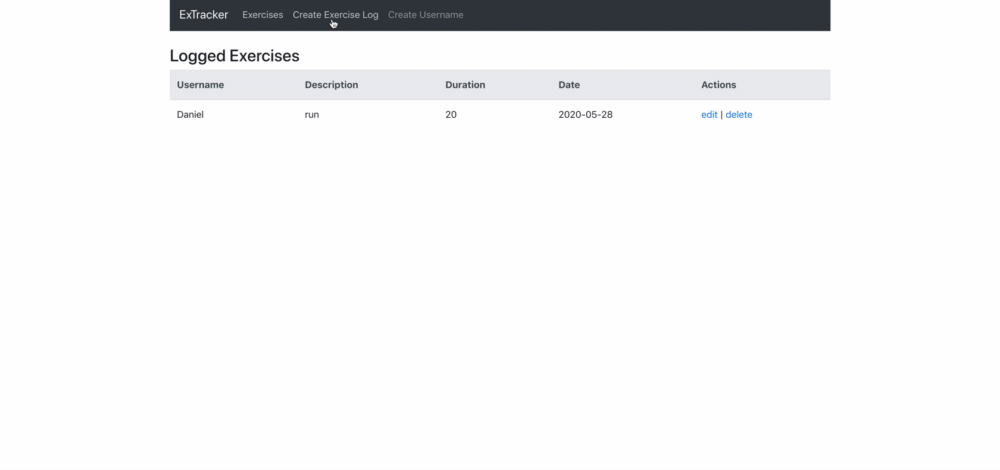 ExTracker Exercises Create Exercise Log Create Username
Logged Exercises
Username Description Duration Date Actions
Daniel run 20 2020-05-28 edit | delete